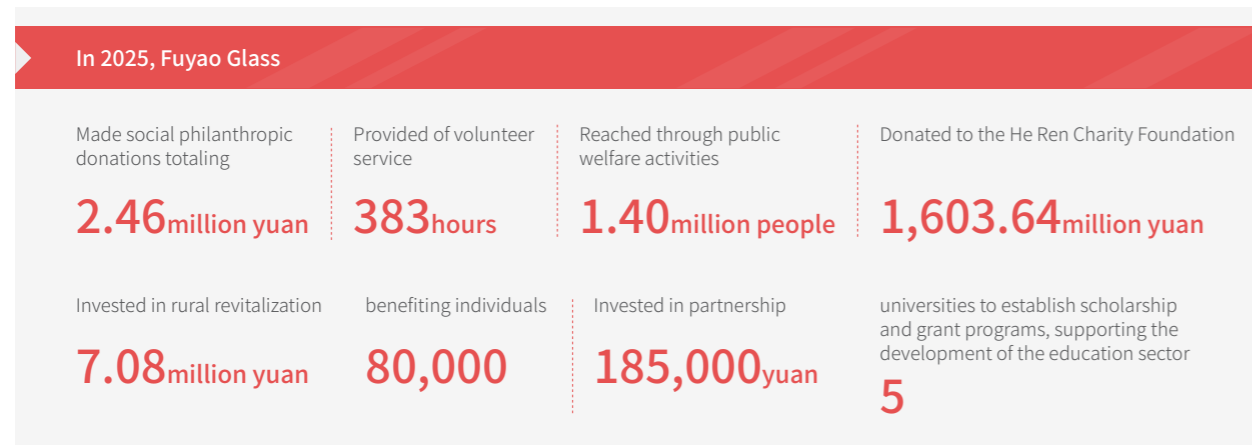 In 2025, Fuyao Glass
Made social philanthropic
donations totaling
2.46million yuan
Provided of volunteer
service
383hours
Reached through public
welfare activities
1.40million people
Donated to the He Ren Charity Foundation
1,603.64million yuan
Invested in rural revitalization
7.08million yuan
benefiting individuals
80,000
Invested in partnership
185,000yuan
universities to establish scholarship
and grant programs, supporting the
development of the education sector
5